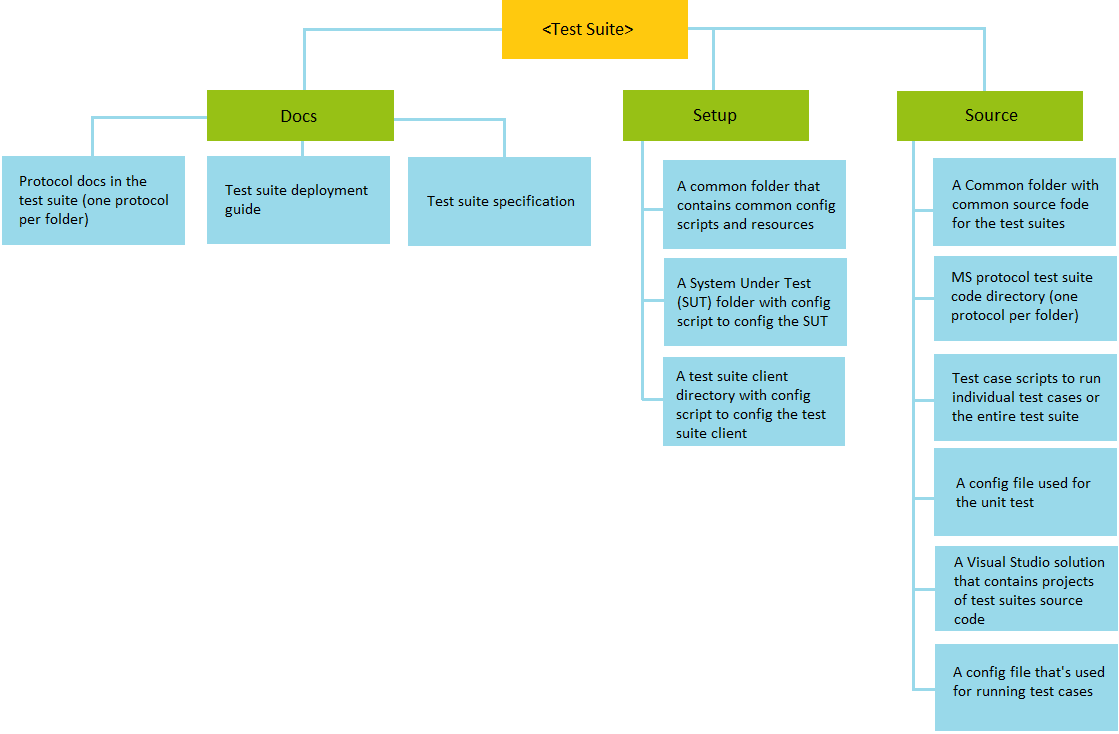 <Test Suite>
Docs
Setup
Source
Protocol docs in the
test suite (one protocol
per folder)
Test suite deployment
guide
Test suite specification
A common folder that
contains common config
scripts and resources
A System Under Test
(SUT) folder with config
script to config the SUT
A test suite client
directory with config
script to config the test
suite client
A Common folder with
common source fode
for the test suites
MS protocol test suite
code directory (one
protocol per folder)
Test case scripts to run
individual test cases or
the entire test suite
A config file used for
the unit test
A Visual Studio solution
that contains projects
of test suites source
code
A config file that's used
for running test cases